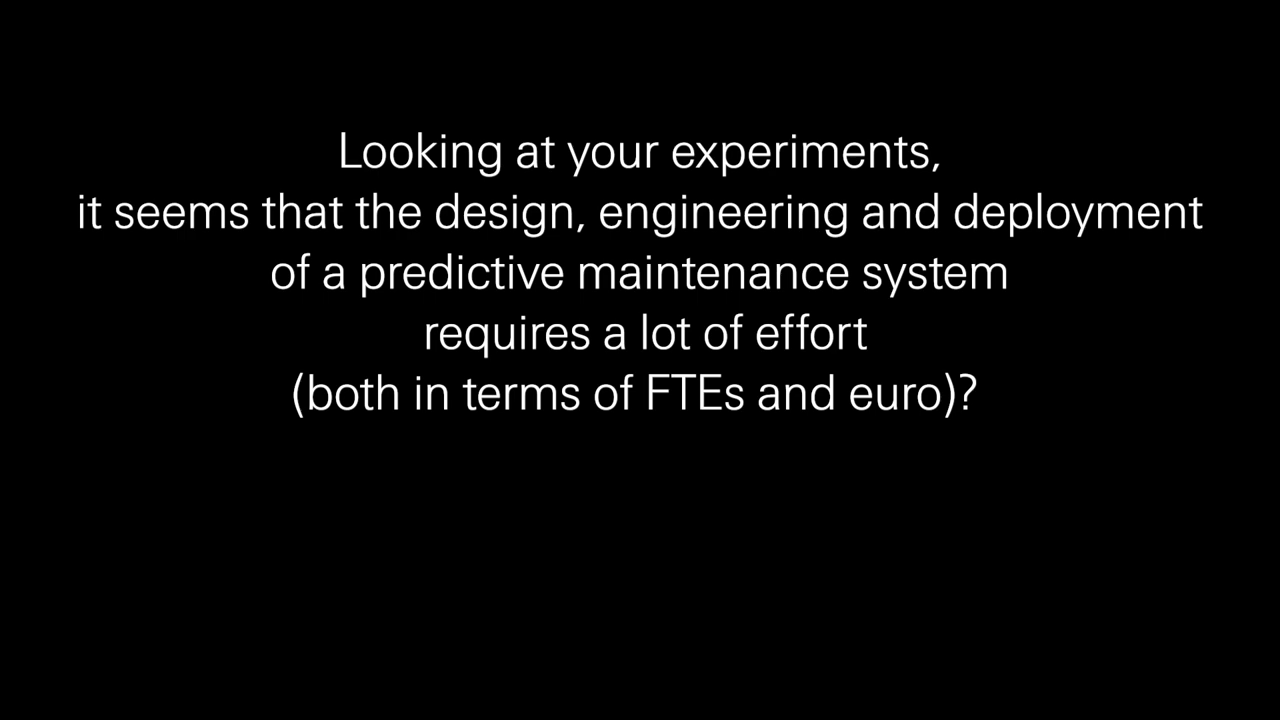 Looking at your experiments,
it seems that the design, engineering and deployment
of a predictive maintenance system
requires a lot of effort
(both in terms of FTEs and euro)?